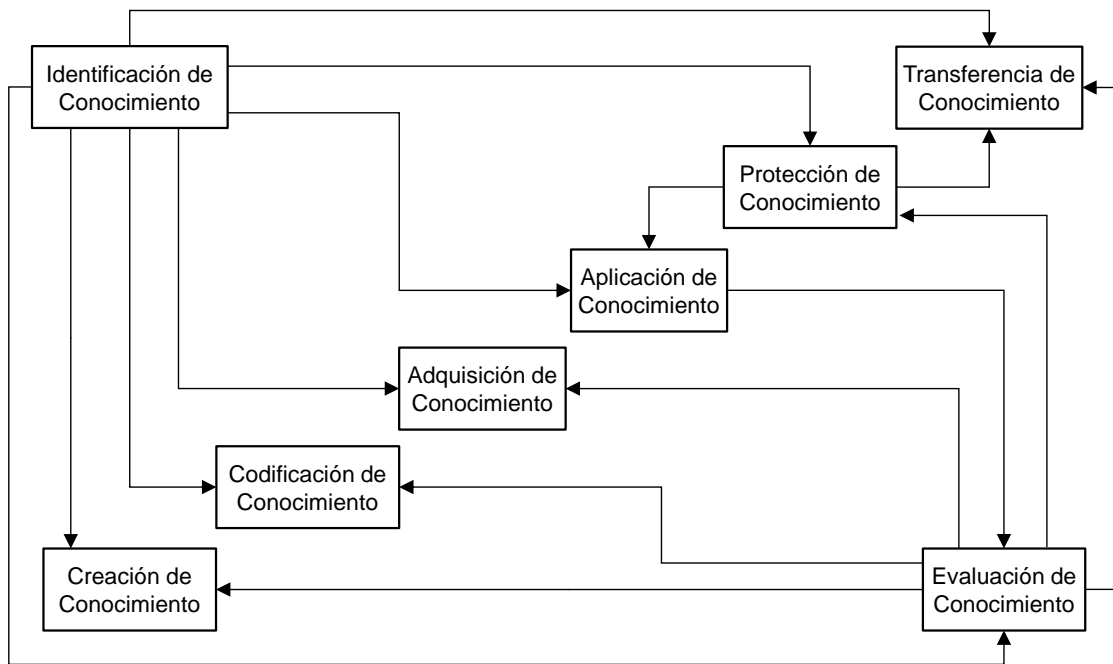 Identificación de
Conocimiento
Transferencia de
Conocimiento
Protección de
Conocimiento
Aplicación de
Conocimiento
Adquisición de
Conocimiento
Codificación de
Conocimiento
Creación de
Conocimiento
Evaluación de
Conocimiento